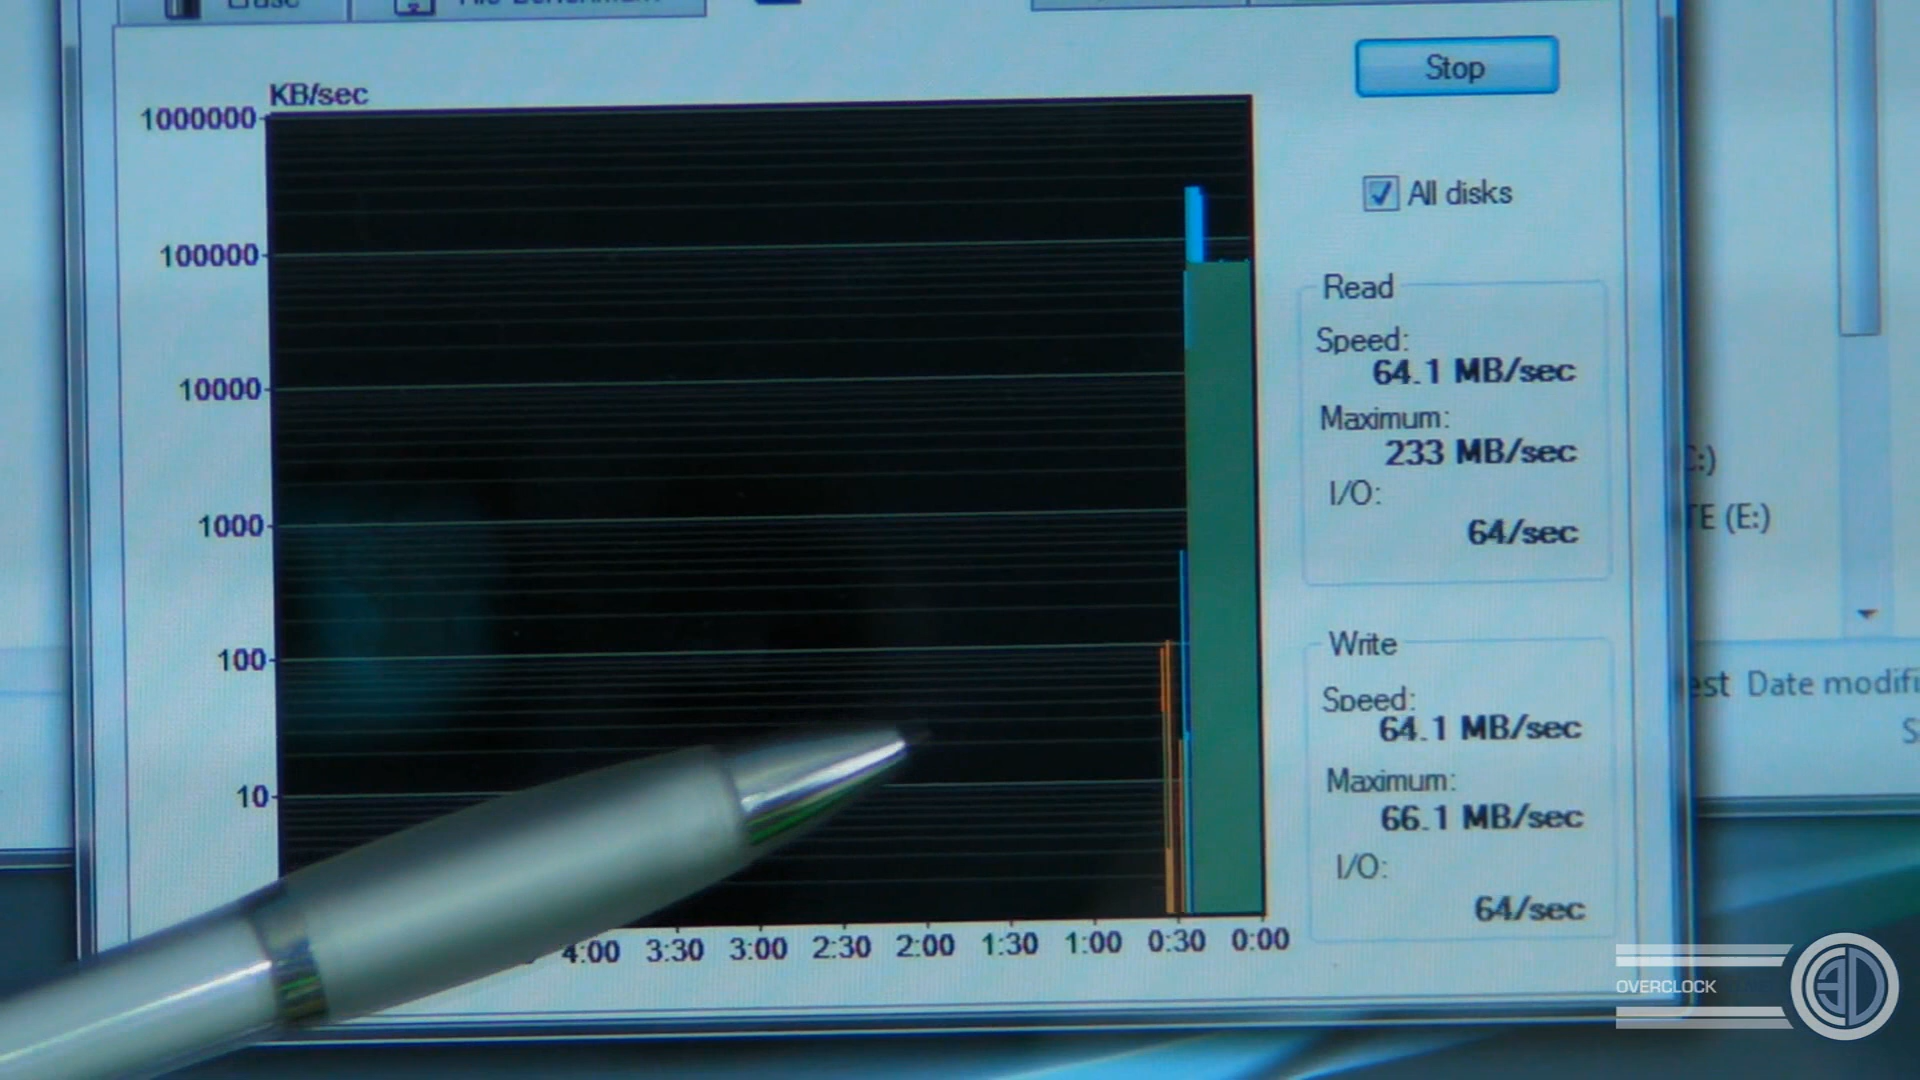 Stop
KB/sec
1000000
All disks
100000
Read
Speed:
64.1 MB/sec
10000
Maximum:
233 MB/sec
:)
I/O:
1000
E (E:)
64/sec
Write
100
est Date modifi
Speed:
64.1 MB/sec
S
Maximum:
10
66.1 MB/sec
I/O:
64/sec
4:00 3:30 3:00 2:30 2:00 1:30 1:00 0:30 0:00
OVERCLOCK
3D